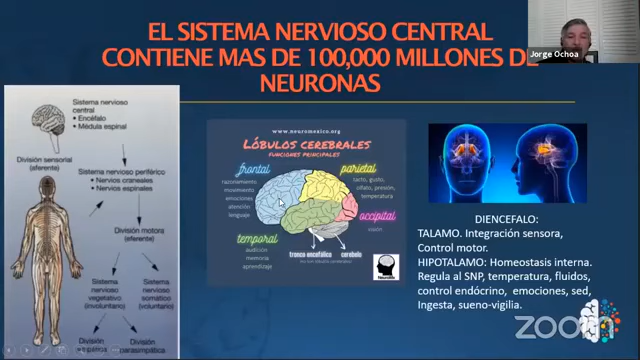 EL SISTEMA NERVIOSO CENTRAL
CONTIENE MAS DE 100,000 MILLONES DE
NEURONAS
Jorge Ochoa
Sistema nervioso
central
• Encéfalo
• Médula espinal
División sensorial
(aferente)
Sistema nervioso periférico
• Nervios craneales
• Nervios espinales
División motora
(eferente)
Sistema
nervioso
vegetativo
(involuntario)
Sistema
nervioso
somático
(voluntario)
División
simpática
División
parasimpática
www.neuromexico.org
LÓBULOS CEREBRALES
FUNCIONES PRINCIPALES
frontal
razonamiento
movimiento
emociones
atención
lenguaje
parietal
tacto, gusto,
olfato, presión,
temperatura
occipital
visión
temporal
audición
memoria
aprendizaje
tronco encefálico
cerebelo
DIENCEFALO:
TALAMO. Integración sensora,
Control motor.
HIPOTALAMO: Homeostasis interna.
Regula al SNP, temperatura, fluidos,
control endócrino, emociones, sed,
Ingesta, sueno-vigilia.
zoom